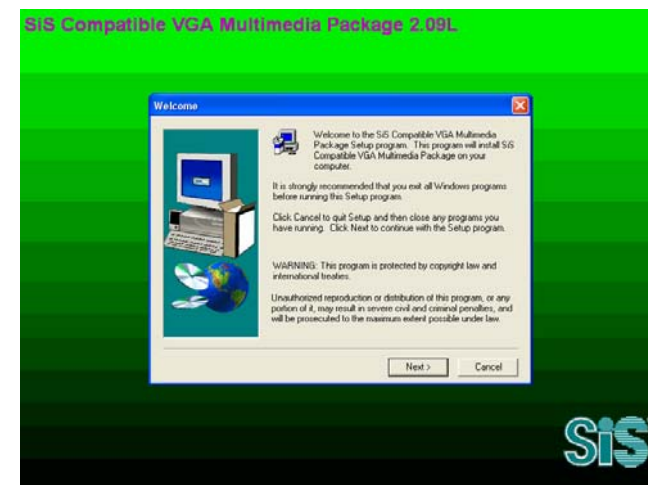 SiS Compatible VGA Multimedia Package 2.09L
Welcome
Welcome to the SiS Compatible VGA Multimedia
Package Setup program. This program will install SiS
Compatible VGA Multimedia Package on your
computer.
It is strongly recommended that you exit all Windows programs
before running this Setup program.
Click Cancel to quit Setup and then close any programs you
have running. Click Next to continue with the Setup program.
WARNING: This program is protected by copyright law and
international treaties.
Unauthorized reproduction or distribution of this program, or any
portion of it, may result in severe civil and criminal penalties, and
will be prosecuted to the maximum extent possible under law.
Next >
Cancel
SiS